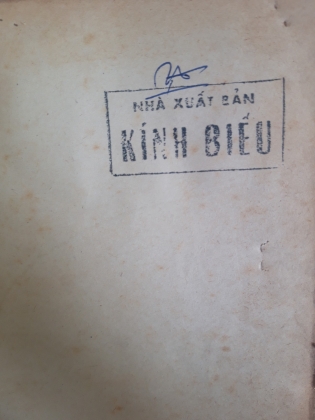 NHÀ XUẤT BẢN
KÍNH BIẾU